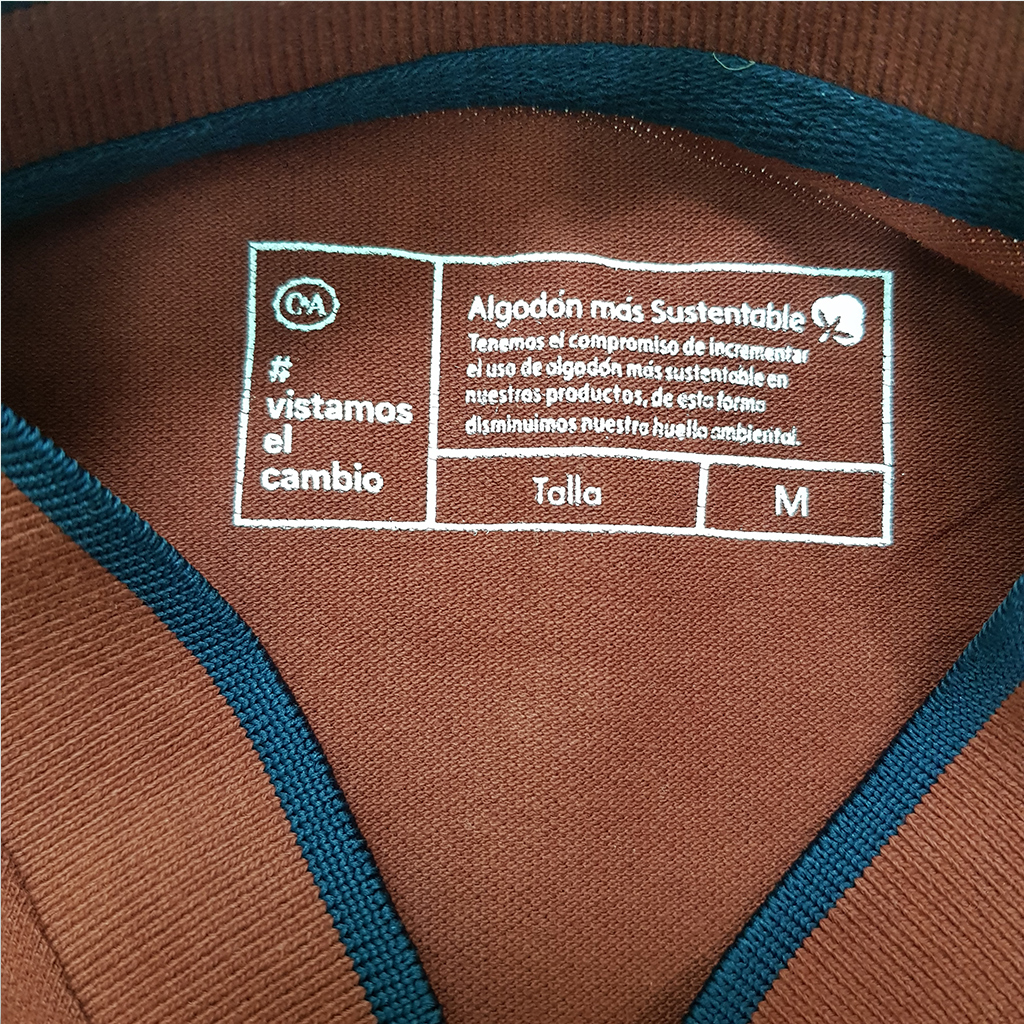 C&A
#
vistamos
el
cambio
Algodón más Sustentable
Tenemos el compromiso de incrementar
el uso de algodón más sustentable en
nuestros productos, de esta forma
disminuimos nuestra huella ambiental.
Talla
M